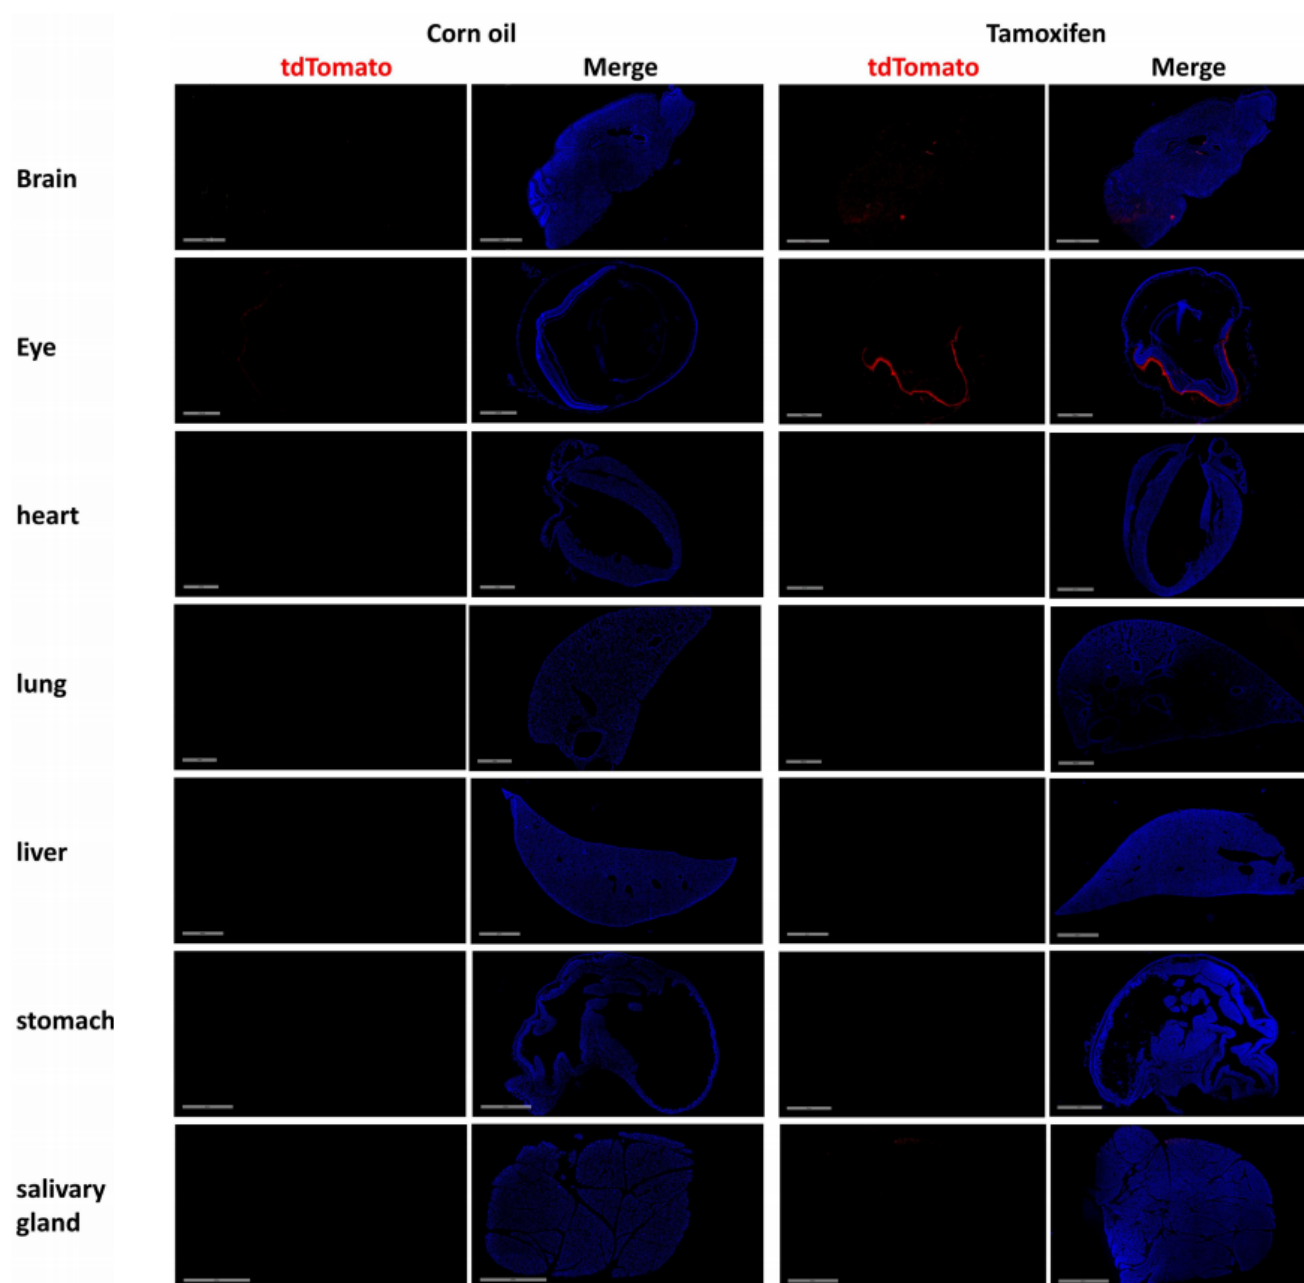 Corn oil Tamoxifen
tdTomato Merge tdTomato Merge
Brain
Eye
heart
lung
liver
stomach
salivary
gland